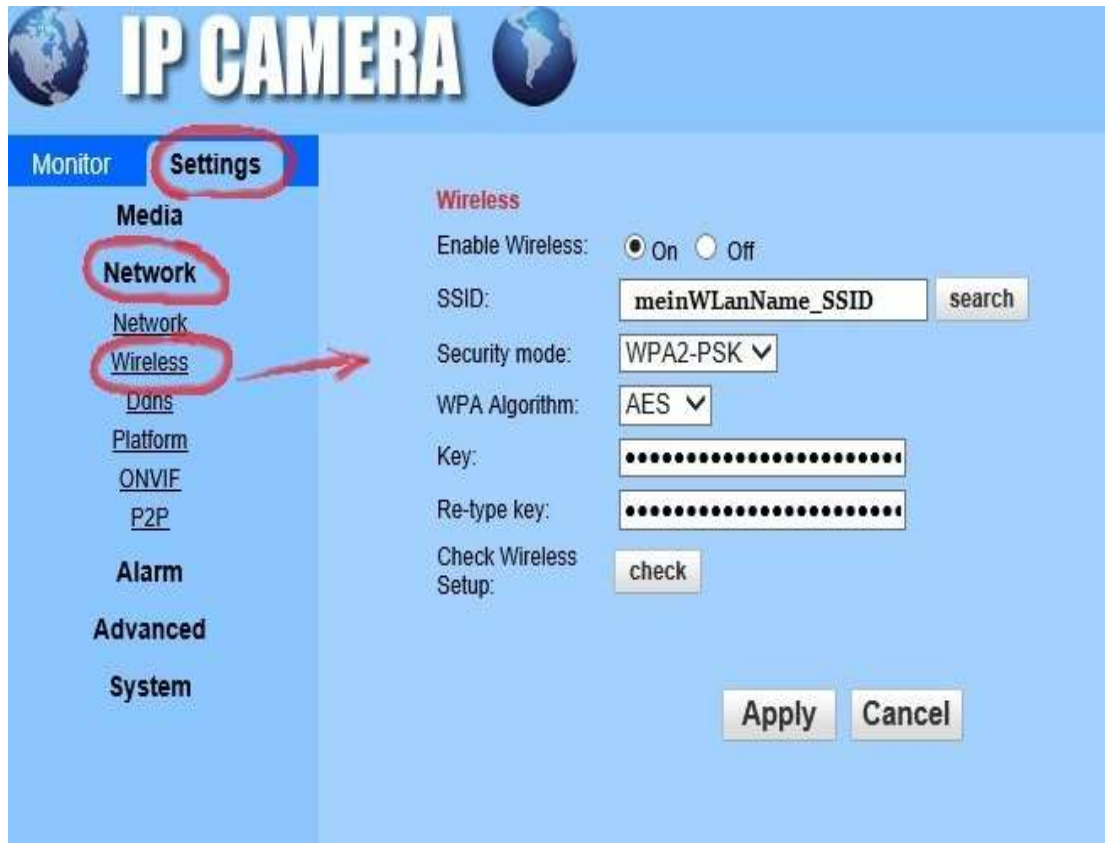 IP CAMERA
Monitor Settings
Media
Network
Network
Wireless
Ddns
Platform
ONVIF
P2P
Alarm
Advanced
System
Wireless
Enable Wireless: On Off
SSID: meinWLanName_SSID search
Security mode: WPA2-PSK
WPA Algorithm: AES
Key: •••••••••••••••••••••••
Re-type key: •••••••••••••••••••••••
Check Wireless
Setup: check
Apply Cancel